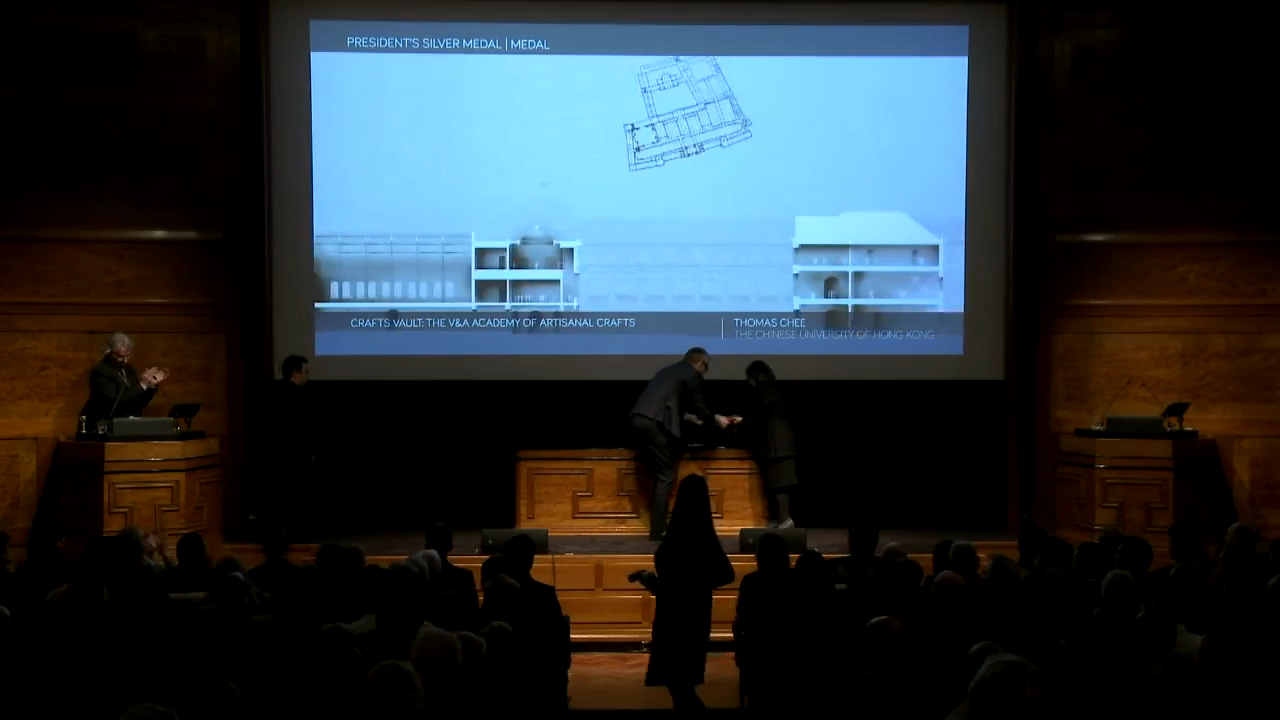 PRESIDENT'S SILVER MEDAL | MEDAL
CRAFTS VAULT: THE V&A ACADEMY OF ARTISANAL CRAFTS
THOMAS CHEE
THE CHINESE UNIVERSITY OF HONG KONG